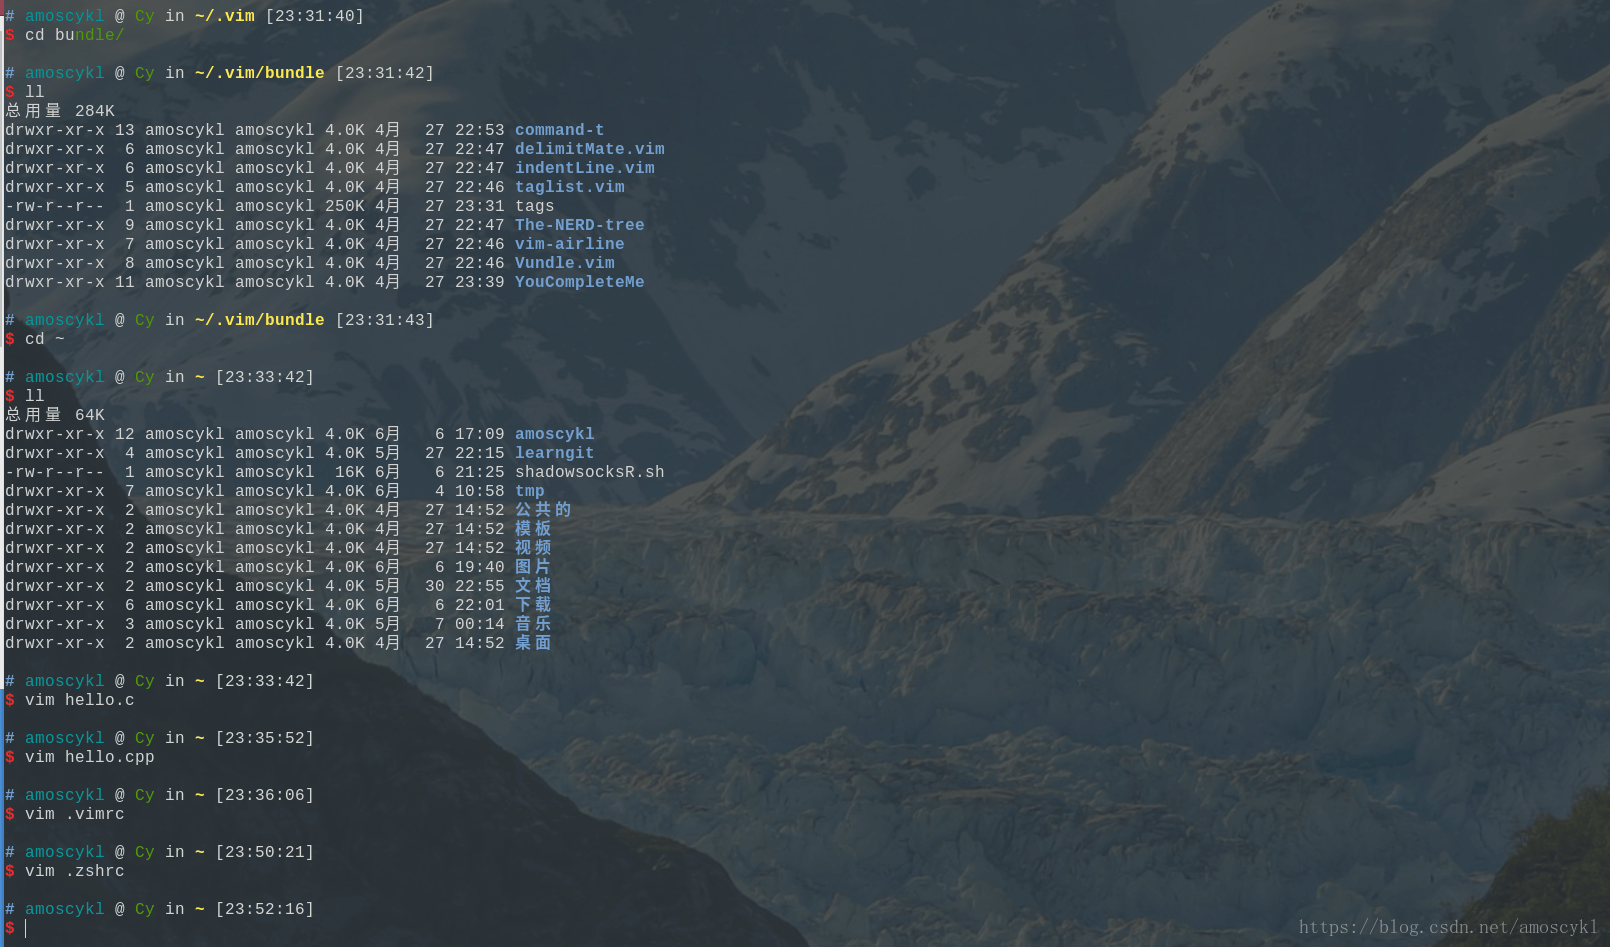 # amoscykl @ Cy in ~/.vim [23:31:40]
$ cd bundle/
# amoscykl @ Cy in ~/.vim/bundle [23:31:42]
$ ll
总用量 284K
drwxr-xr-x 13 amoscykl amoscykl 4.0K 4月  27 22:53 command-t
drwxr-xr-x  6 amoscykl amoscykl 4.0K 4月  27 22:47 delimitMate.vim
drwxr-xr-x  6 amoscykl amoscykl 4.0K 4月  27 22:47 indentLine.vim
drwxr-xr-x  5 amoscykl amoscykl 4.0K 4月  27 22:46 taglist.vim
-rw-r--r--  1 amoscykl amoscykl 250K 4月  27 23:31 tags
drwxr-xr-x  9 amoscykl amoscykl 4.0K 4月  27 22:47 The-NERD-tree
drwxr-xr-x  7 amoscykl amoscykl 4.0K 4月  27 22:46 vim-airline
drwxr-xr-x  8 amoscykl amoscykl 4.0K 4月  27 22:46 Vundle.vim
drwxr-xr-x 11 amoscykl amoscykl 4.0K 4月  27 23:39 YouCompleteMe
# amoscykl @ Cy in ~/.vim/bundle [23:31:43]
$ cd ~
# amoscykl @ Cy in ~ [23:33:42]
$ ll
总用量 64K
drwxr-xr-x 12 amoscykl amoscykl 4.0K 6月   6 17:09 amoscykl
drwxr-xr-x  4 amoscykl amoscykl 4.0K 5月  27 22:15 learngit
-rw-r--r--  1 amoscykl amoscykl  16K 6月   6 21:25 shadowsocksR.sh
drwxr-xr-x  7 amoscykl amoscykl 4.0K 6月   4 10:58 tmp
drwxr-xr-x  2 amoscykl amoscykl 4.0K 4月  27 14:52 公共的
drwxr-xr-x  2 amoscykl amoscykl 4.0K 4月  27 14:52 模板
drwxr-xr-x  2 amoscykl amoscykl 4.0K 4月  27 14:52 视频
drwxr-xr-x  2 amoscykl amoscykl 4.0K 6月   6 19:40 图片
drwxr-xr-x  2 amoscykl amoscykl 4.0K 5月  30 22:55 文档
drwxr-xr-x  6 amoscykl amoscykl 4.0K 6月   6 22:01 下载
drwxr-xr-x  3 amoscykl amoscykl 4.0K 5月   7 00:14 音乐
drwxr-xr-x  2 amoscykl amoscykl 4.0K 4月  27 14:52 桌面
# amoscykl @ Cy in ~ [23:33:42]
$ vim hello.c
# amoscykl @ Cy in ~ [23:35:52]
$ vim hello.cpp
# amoscykl @ Cy in ~ [23:36:06]
$ vim .vimrc
# amoscykl @ Cy in ~ [23:50:21]
$ vim .zshrc
# amoscykl @ Cy in ~ [23:52:16]
$
https://blog.csdn.net/amoscykl